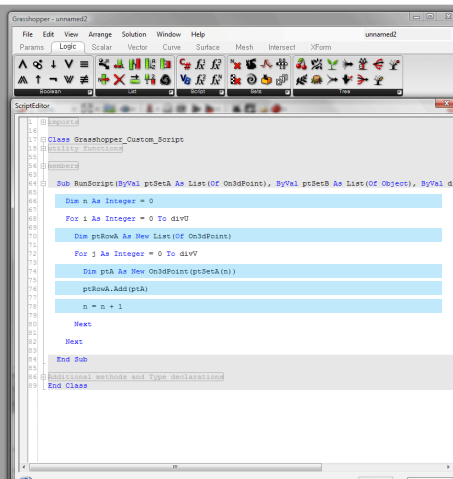 Grasshopper - unnamed2
File Edit View Arrange Solution Window Help unnamed2
Params Logic Scalar Vector Curve Surface Mesh Intersect XForm
Boolean List Script Sets Tree
ScriptEditor
1 imports
16
17 Class Grasshopper_Custom_Script
18 utility functions
55
56 members
63
64 Sub RunScript(ByVal ptSetA As List(Of On3dPoint), ByVal ptSetB As List(Of Object), ByVal d
65
66 Dim n As Integer = 0
67
68 For i As Integer = 0 To divU
69
70 Dim ptRowA As New List(Of On3dPoint)
71
72 For j As Integer = 0 To divV
73
74 Dim ptA As New On3dPoint(ptSetA(n))
75
76 ptRowA.Add(ptA)
77
78 n = n + 1
79
80 Next
81
82 Next
83
84 End Sub
85
86 Additional methods and Type declarations
89 End Class